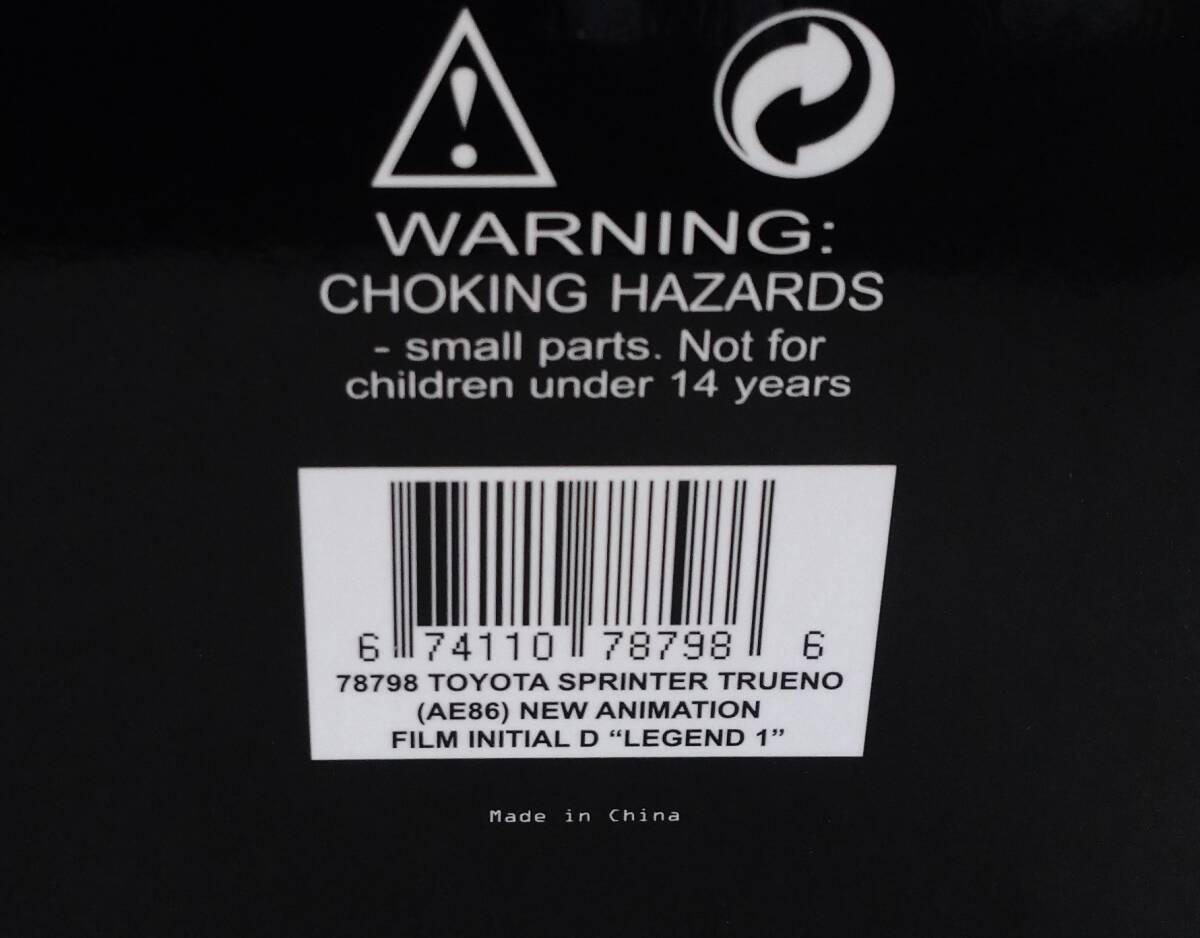 WARNING:
CHOKING HAZARDS
- small parts. Not for
children under 14 years
6 74110 78798 6
78798 TOYOTA SPRINTER TRUENO
(AE86) NEW ANIMATION
FILM INITIAL D “LEGEND 1”
Made in China